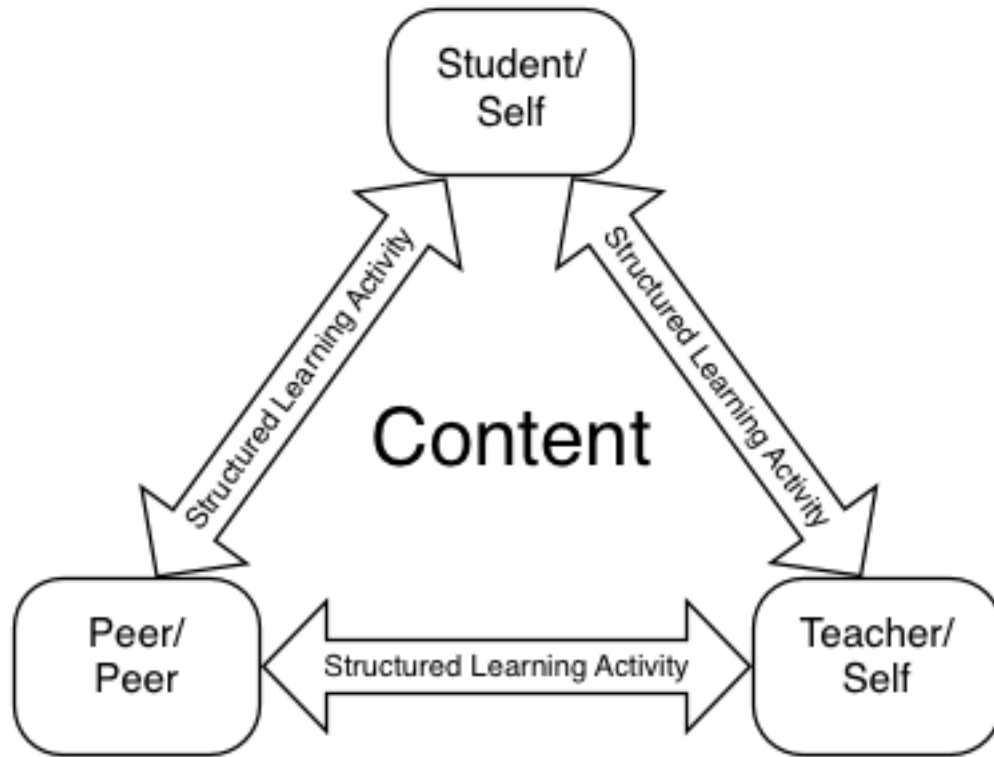 Student/
Self
Structured Learning Activity
Structured Learning Activity
Content
Peer/
Peer
Structured Learning Activity
Teacher/
Self